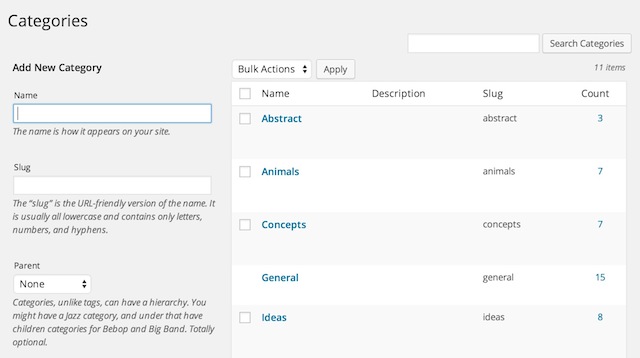 Categories
Search Categories
Add New Category
Bulk Actions Apply 11 items
Name
The name is how it appears on your site.
Slug
The “slug” is the URL-friendly version of the name. It
is usually all lowercase and contains only letters,
numbers, and hyphens.
Parent
None
Categories, unlike tags, can have a hierarchy. You
might have a Jazz category, and under that have
children categories for Bebop and Big Band. Totally
optional.
Name Description Slug Count
Abstract abstract 3
Animals animals 7
Concepts concepts 7
General general 15
Ideas ideas 8